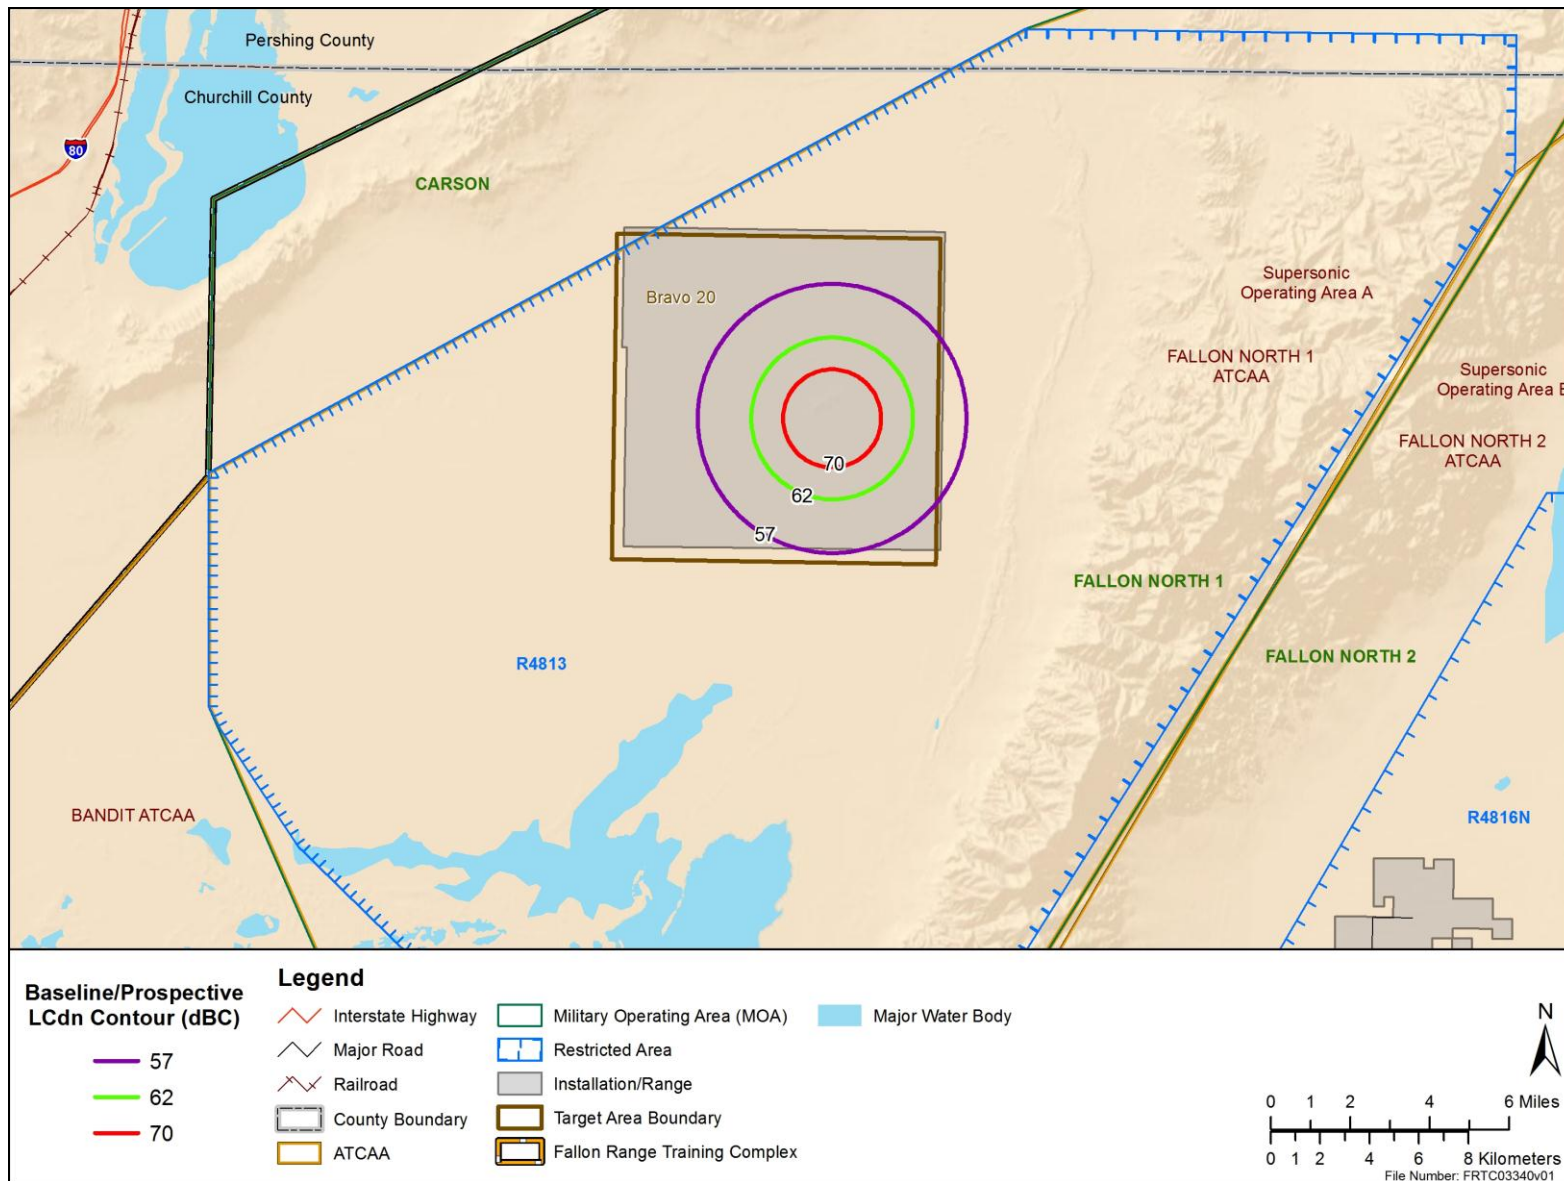 Pershing County
Churchill County
80
CARSON
Bravo 20
Supersonic
Operating Area A
FALLON NORTH 1
ATCAA
Supersonic
Operating Area
FALLON NORTH 2
ATCAA
70
62
57
FALLON NORTH 1
FALLON NORTH 2
R4813
BANDIT ATCAA
R4816N
Baseline/Prospective
LCdn Contour (dBC)
57
62
70
Legend
Interstate Highway
Major Road
Railroad
County Boundary
ATCAA
Military Operating Area (MOA)
Restricted Area
Installation/Range
Target Area Boundary
Fallon Range Training Complex
Major Water Body
N
0 1 2 4 6 Miles
0 1 2 4 6 8 Kilometers
File Number: FRTC03340v01